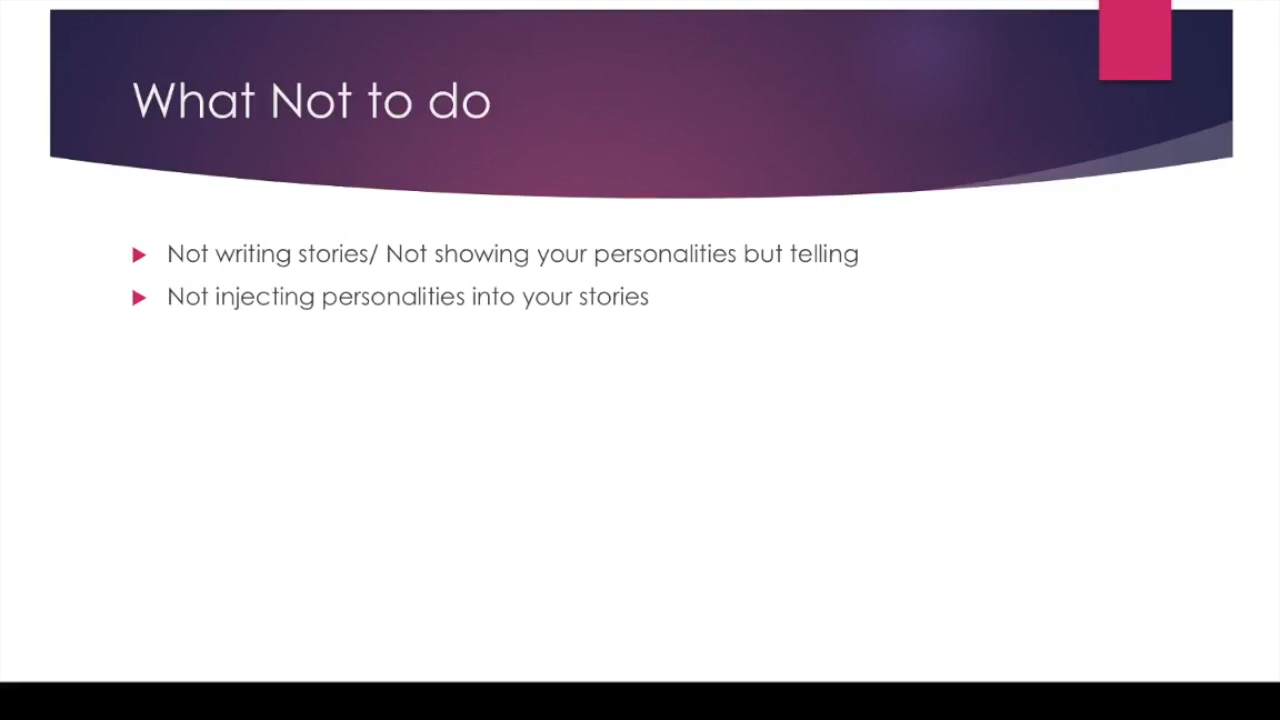 What Not to do
Not writing stories/ Not showing your personalities but telling
Not injecting personalities into your stories